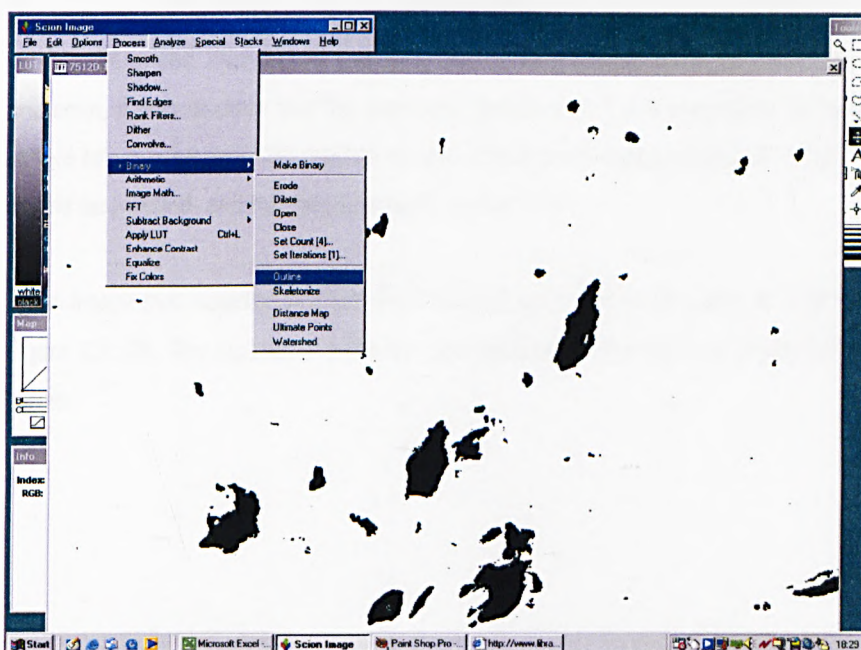 Scion Image
File Edit Options Process Analyze Special Stacks Windows Help
LUT
Tool
Smooth
Sharpen
Shadow...
Find Edges
Rank Filters...
Dither
Convolve...
Binary
Arithmetic
Image Math...
FFT
Subtract Background
Apply LUT Ctrl+L
Enhance Contrast
Equalize
Fix Colors
Make Binary
Erode
Dilate
Open
Close
Set Count [4]...
Set Iterations [1]...
Outline
Skeletonize
Distance Map
Ultimate Points
Watershed
white
black
Map
Info
Index:
RGB:
A
Start
Microsoft Excel -...
Scion Image
Paint Shop Pro -...
18:29